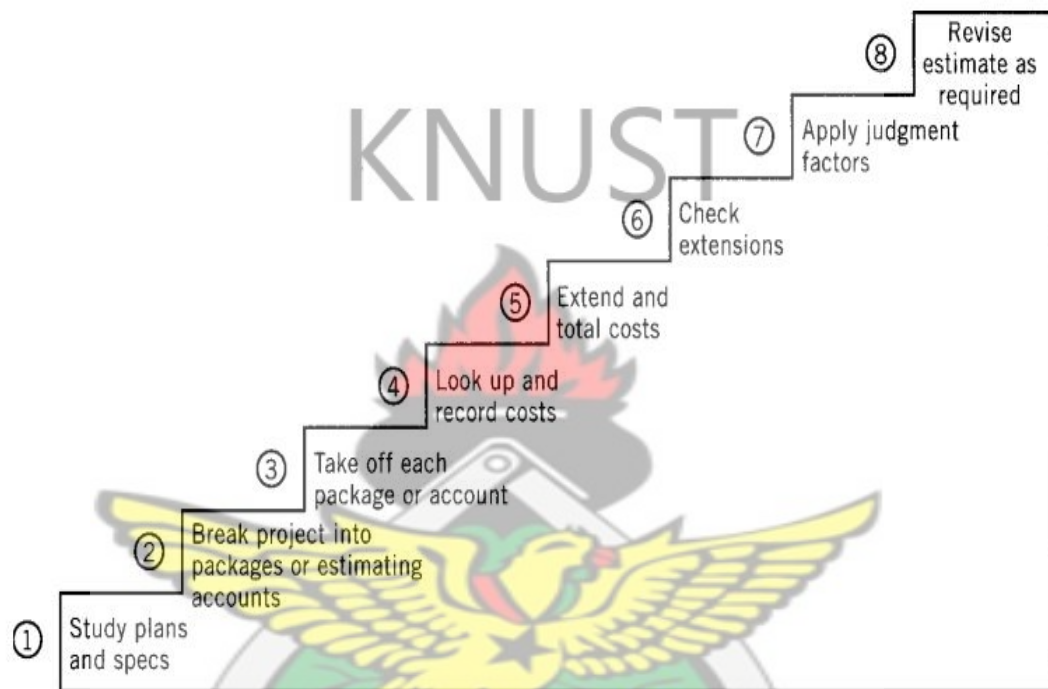 KNUST
① Study plans
and specs
② Break project into
packages or estimating
accounts
③ Take off each
package or account
④ Look up and
record costs
⑤ Extend and
total costs
⑥ Check
extensions
⑦ Apply judgment
factors
⑧ Revise
estimate as
required